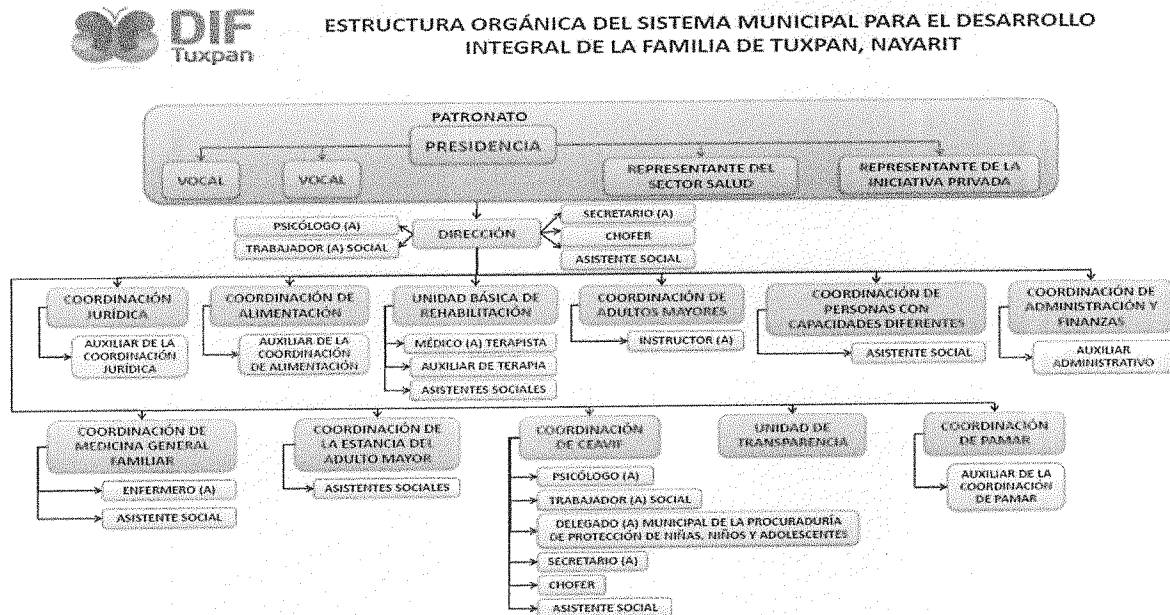 DIF
Tuxpan
ESTRUCTURA ORGÁNICA DEL SISTEMA MUNICIPAL PARA EL DESARROLLO
INTEGRAL DE LA FAMILIA DE TUXPAN, NAYARIT
PATRONATO
PRESIDENCIA
VOCAL
VOCAL
REPRESENTANTE DEL
SECTOR SALUD
REPRESENTANTE DE LA
INICIATIVA PRIVADA
PSICÓLOGO (A)
TRABAJADOR (A) SOCIAL
DIRECCIÓN
SECRETARIO (A)
CHOFER
ASISTENTE SOCIAL
COORDINACIÓN
JURÍDICA
AUXILIAR DE LA
COORDINACIÓN
JURÍDICA
COORDINACIÓN DE
ALIMENTACIÓN
AUXILIAR DE LA
COORDINACIÓN
DE ALIMENTACIÓN
UNIDAD BÁSICA DE
REHABILITACIÓN
MÉDICO (A) TERAPISTA
AUXILIAR DE TERAPIA
ASISTENTES SOCIALES
COORDINACIÓN DE
ADULTOS MAYORES
INSTRUCTOR (A)
COORDINACIÓN DE
PERSONAS CON
CAPACIDADES DIFERENTES
ASISTENTE SOCIAL
COORDINACIÓN DE
ADMINISTRACIÓN Y
FINANZAS
AUXILIAR
ADMINISTRATIVO
COORDINACIÓN DE
MEDICINA GENERAL
FAMILIAR
ENFERMERO (A)
ASISTENTE SOCIAL
COORDINACIÓN DE
LA ESTANCIA DEL
ADULTO MAYOR
ASISTENTES SOCIALES
COORDINACIÓN
DE CEAVIF
PSICÓLOGO (A)
TRABAJADOR (A) SOCIAL
DELEGADO (A) MUNICIPAL DE LA PROCURADURÍA
DE PROTECCIÓN DE NIÑAS, NIÑOS Y ADOLESCENTES
SECRETARIO (A)
CHOFER
ASISTENTE SOCIAL
UNIDAD DE
TRANSPARENCIA
COORDINACIÓN
DE PAMAR
AUXILIAR DE LA
COORDINACIÓN
DE PAMAR